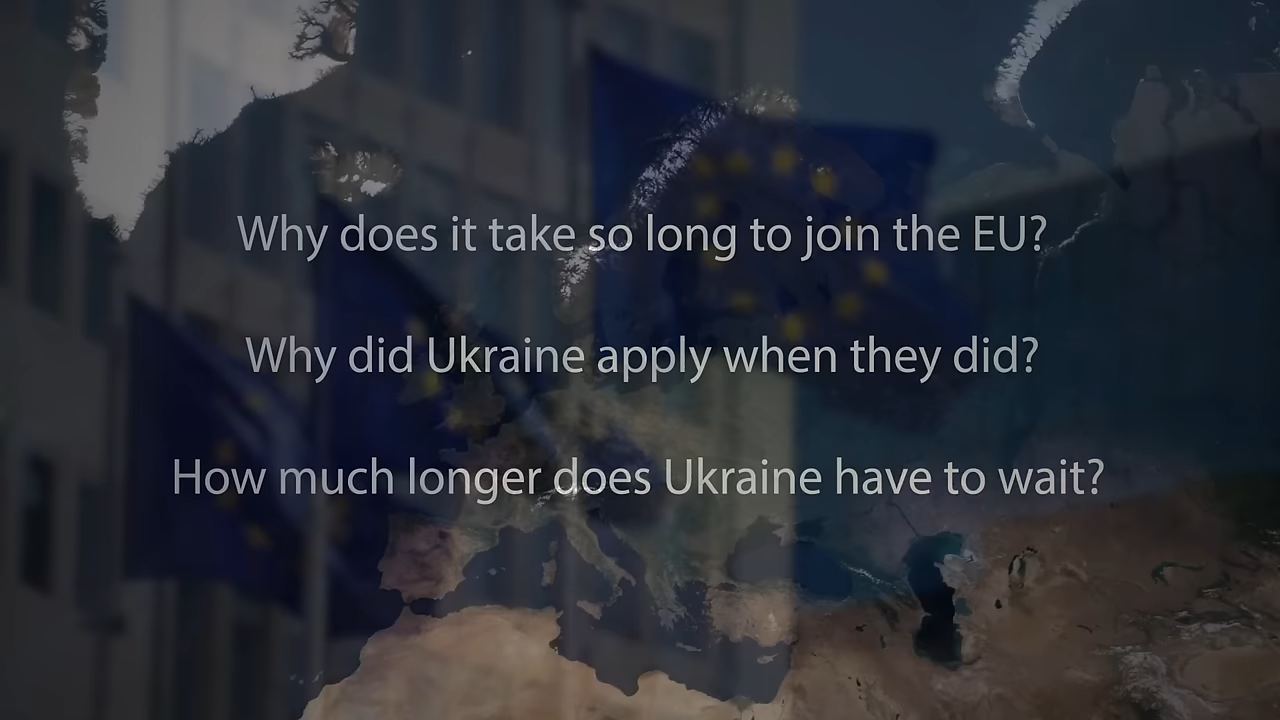 Why does it take so long to join the EU?
Why did Ukraine apply when they did?
How much longer does Ukraine have to wait?